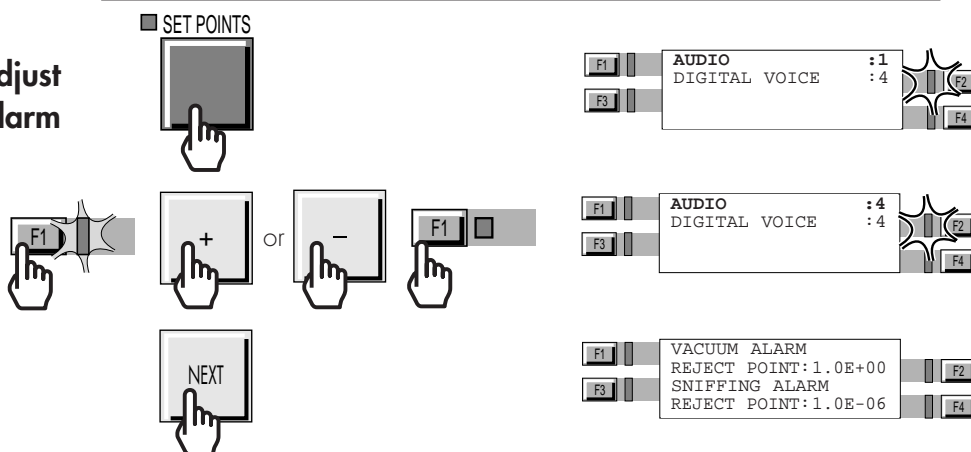 SET POINTS
djust
larm
F1
F3
AUDIO :1
DIGITAL VOICE :4
F2
F4
F1
+
or
−
F1
F1
F3
AUDIO :4
DIGITAL VOICE :4
F2
F4
NEXT
F1
F3
VACUUM ALARM
REJECT POINT:1.0E+00
SNIFFING ALARM
REJECT POINT:1.0E-06
F2
F4